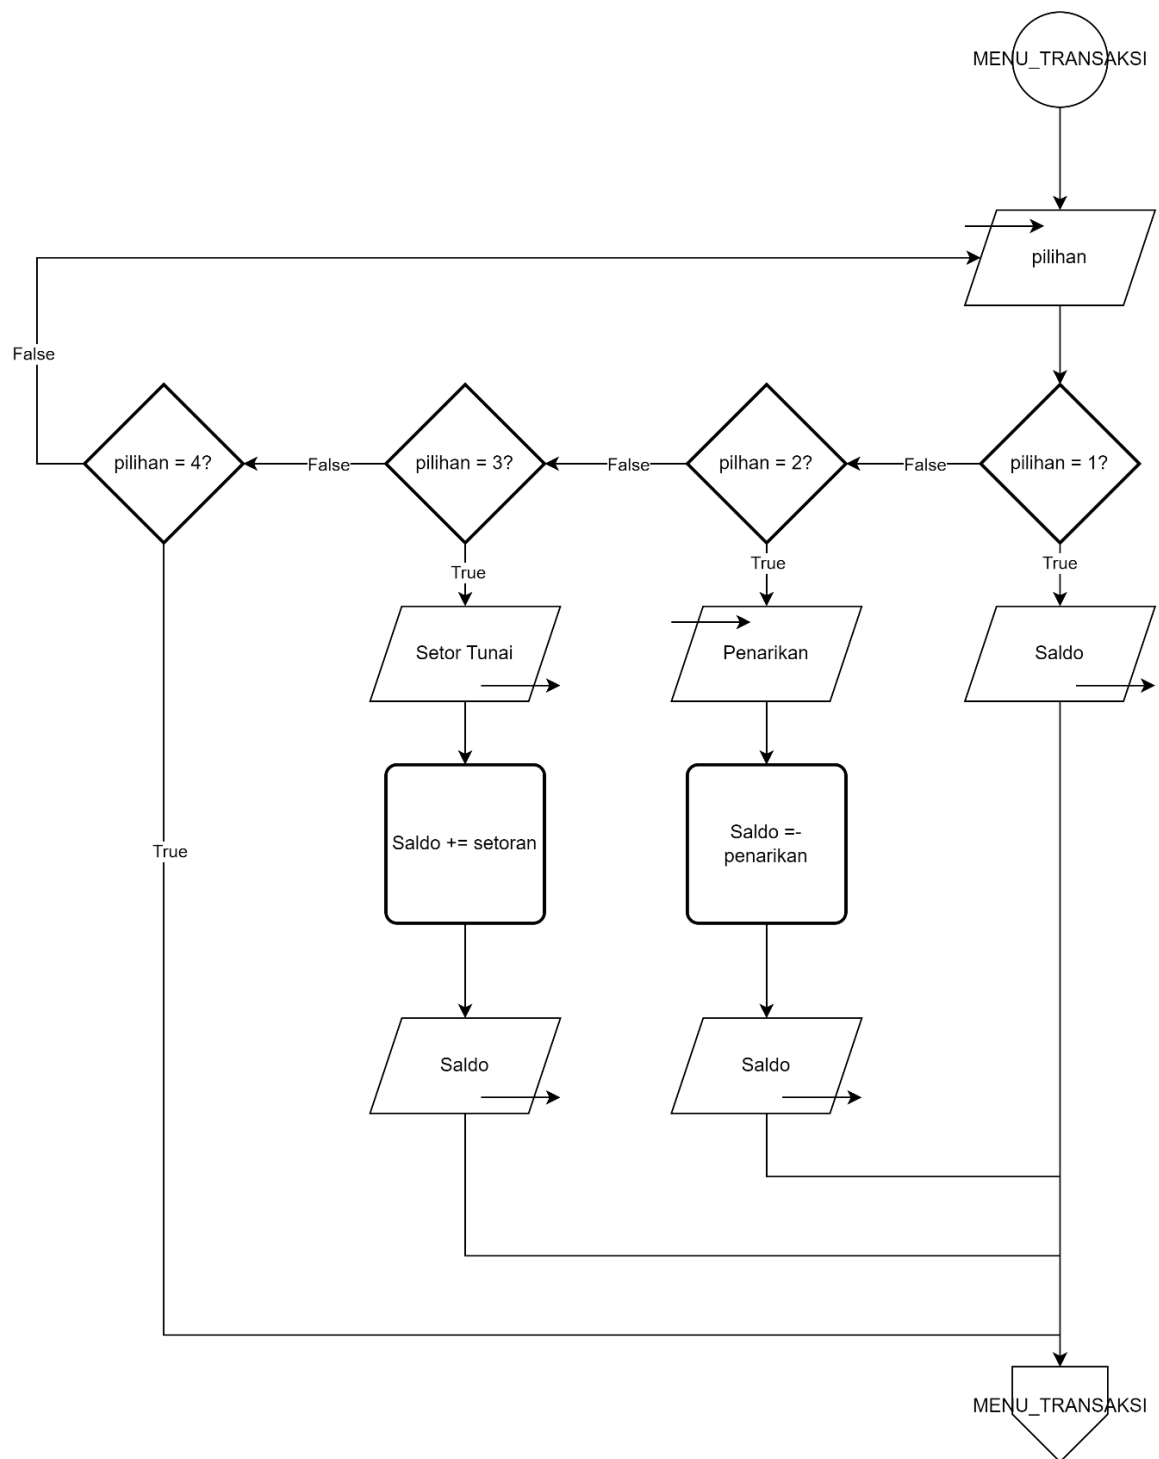 MENU_TRANSAKSI
pilihan
False
pilihan = 4?
False
pilihan = 3?
False
pilhan = 2?
False
pilihan = 1?
True
True
True
Setor Tunai
Penarikan
Saldo
Saldo += setoran
Saldo =-
penarikan
True
Saldo
Saldo
MENU_TRANSAKSI